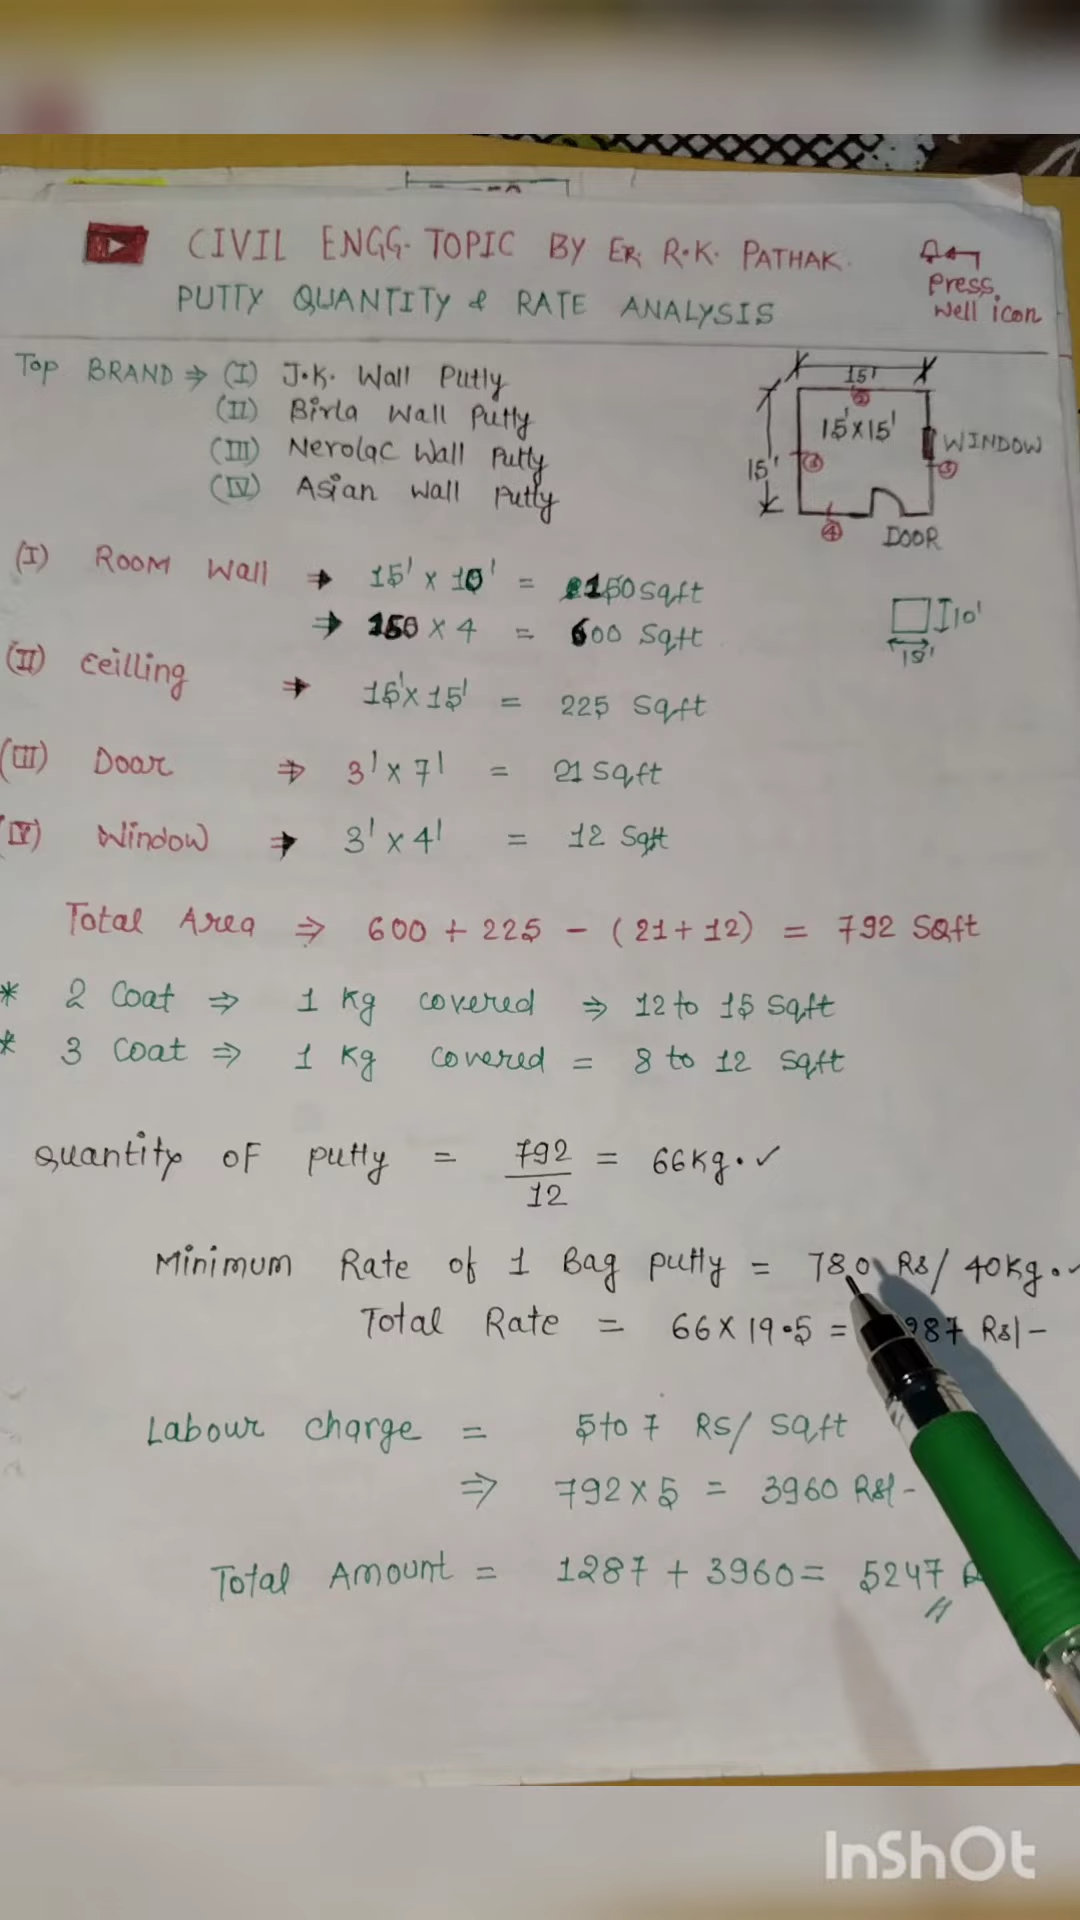 CIVIL ENGG. TOPIC BY ER. R.K. PATHAK.
Press
well icon
PUTTY QUANTITY & RATE ANALYSIS
Top BRAND ⇒ (I) J.K. Wall Putty
(II) Birla Wall Putty
(III) Nerolac Wall Putty
(IV) Asian Wall Putty
15'
15'x15'
15'
WINDOW
DOOR
(I) ROOM Wall → 15' x 10' = 150 Sqft
⇒ 150 x 4 = 600 Sqft
10'
(II) Ceilling → 15'x 15' = 225 Sqft
(III) Doar ⇒ 3' x 7' = 21 Sqft
(IV) Window → 3' x 4' = 12 Sqft
Total Area ⇒ 600 + 225 - (21+12) = 792 SQft
* 2 Coat ⇒ 1 Kg covered ⇒ 12 to 15 Sqft
* 3 Coat ⇒ 1 Kg covered = 8 to 12 Sqft
Quantity OF Putty = 792/12 = 66Kg. ✓
Minimum Rate of 1 Bag putty = 780 RS/ 40Kg. ✓
Total Rate = 66 x 19.5 = 987 Rs/-
Labour charge = 5 to 7 RS/ Sqft
⇒ 792 x 5 = 3960 Rs/-
Total Amount = 1287 + 3960 = 5247
InShOt